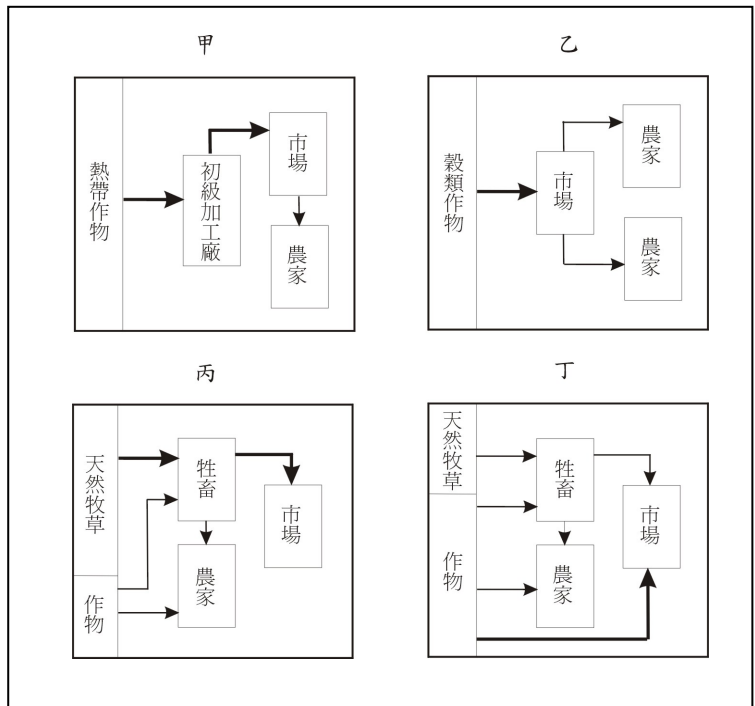 甲
熱帶作物
初級加工廠
市場
農家
乙
穀類作物
市場
農家
農家
丙
天然牧草
作物
牲畜
農家
市場
丁
天然牧草
作物
牲畜
農家
市場